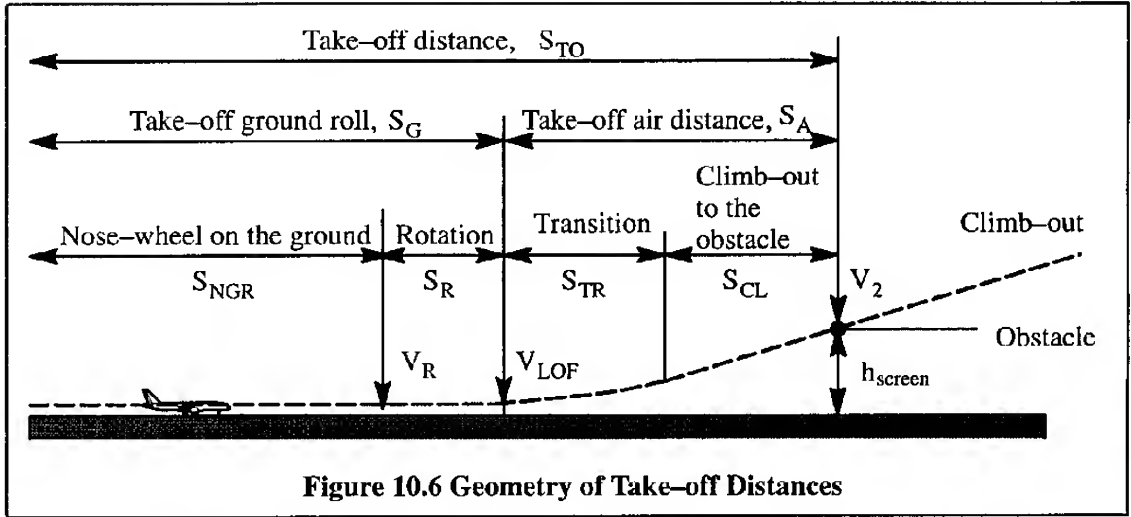 Take–off distance, S_TO
Take–off ground roll, S_G
Take–off air distance, S_A
Climb–out
to the
obstacle
Nose–wheel on the ground
Rotation
Transition
Climb–out
S_NGR
S_R
S_TR
S_CL
V_2
Obstacle
V_R
V_LOF
h_screen
Figure 10.6 Geometry of Take–off Distances